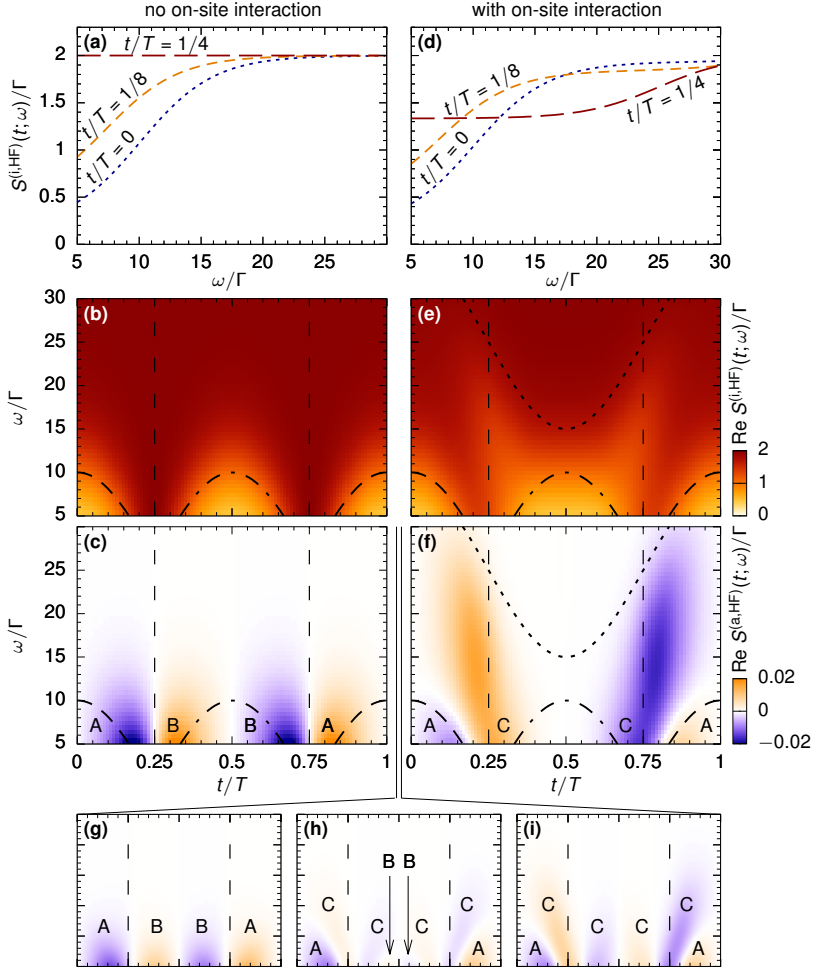 no on-site interaction
with on-site interaction
(a)
t/T = 1/4
t/T = 1/8
t/T = 0
S(i,HF)(t;ω)/Γ
0
0.5
1
1.5
2
5
10
15
20
25
ω/Γ
(d)
t/T = 1/8
t/T = 0
t/T = 1/4
5
10
15
20
25
30
ω/Γ
(b)
ω/Γ
5
10
15
20
25
30
(e)
Re S(i,HF)(t;ω)/Γ
2
1
0
(c)
A
B
B
A
ω/Γ
5
10
15
20
25
0
0.25
0.5
0.75
t/T
(f)
A
C
C
A
0
0.25
0.5
0.75
1
t/T
Re S(a,HF)(t;ω)/Γ
0.02
0
−0.02
(g)
A
B
B
A
(h)
B
B
C
C
C
C
A
A
(i)
C
C
C
C
A
A